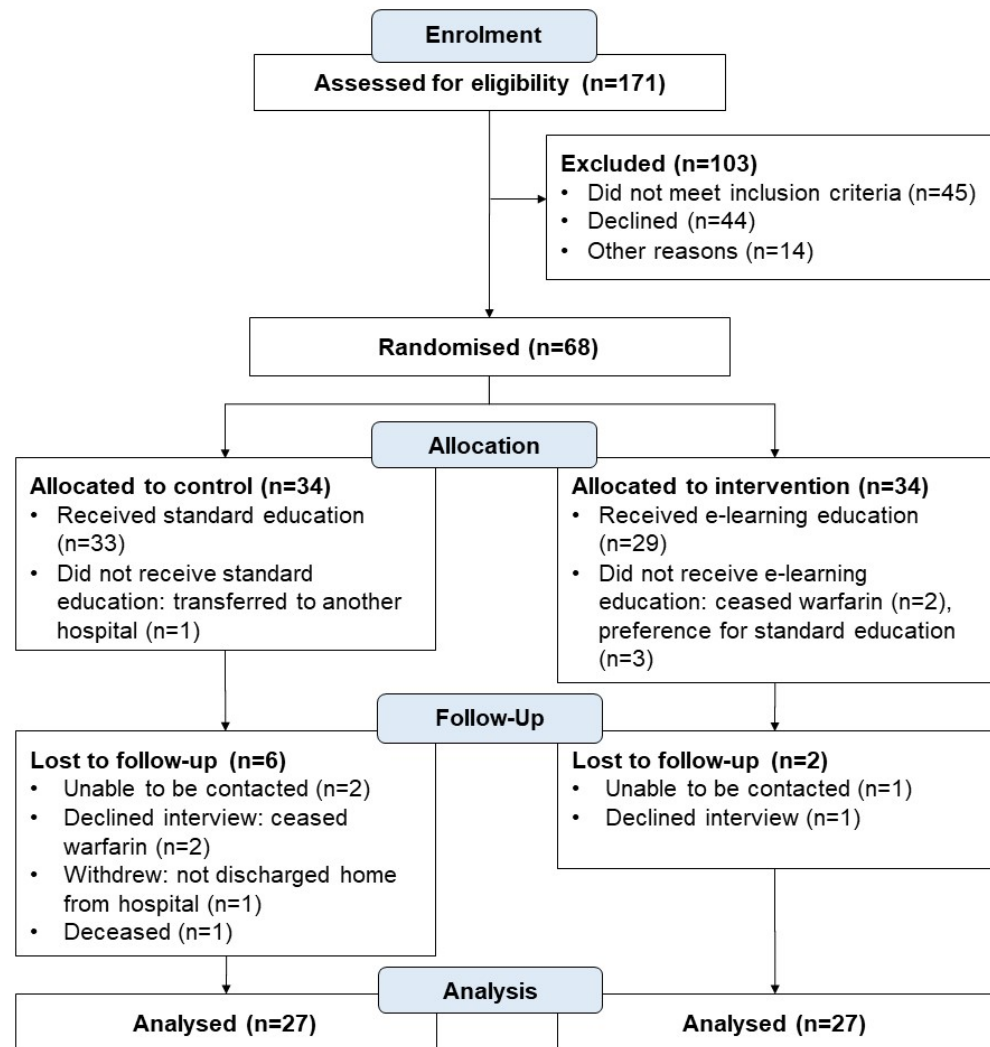 Enrolment
Assessed for eligibility (n=171)
Excluded (n=103)
• Did not meet inclusion criteria (n=45)
• Declined (n=44)
• Other reasons (n=14)
Randomised (n=68)
Allocation
Allocated to control (n=34)
• Received standard education
(n=33)
• Did not receive standard
education: transferred to another
hospital (n=1)
Allocated to intervention (n=34)
• Received e-learning education
(n=29)
• Did not receive e-learning
education: ceased warfarin (n=2),
preference for standard education
(n=3)
Follow-Up
Lost to follow-up (n=6)
• Unable to be contacted (n=2)
• Declined interview: ceased
warfarin (n=2)
• Withdrew: not discharged home
from hospital (n=1)
• Deceased (n=1)
Lost to follow-up (n=2)
• Unable to be contacted (n=1)
• Declined interview (n=1)
Analysis
Analysed (n=27)
Analysed (n=27)